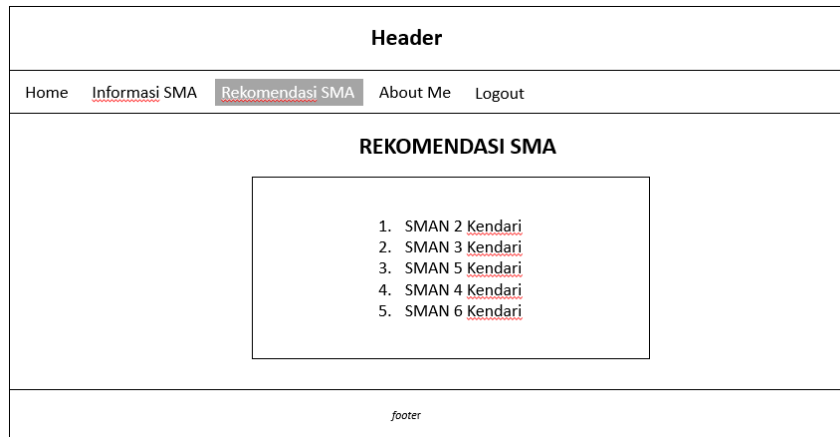 Header
Home Informasi SMA Rekomendasi SMA About Me Logout
REKOMENDASI SMA
1. SMAN 2 Kendari
2. SMAN 3 Kendari
3. SMAN 5 Kendari
4. SMAN 4 Kendari
5. SMAN 6 Kendari
footer